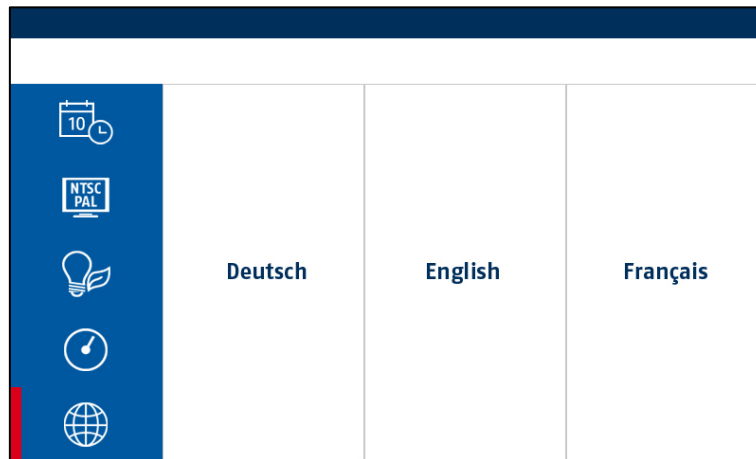 10
NTSC
PAL
Deutsch
English
Français